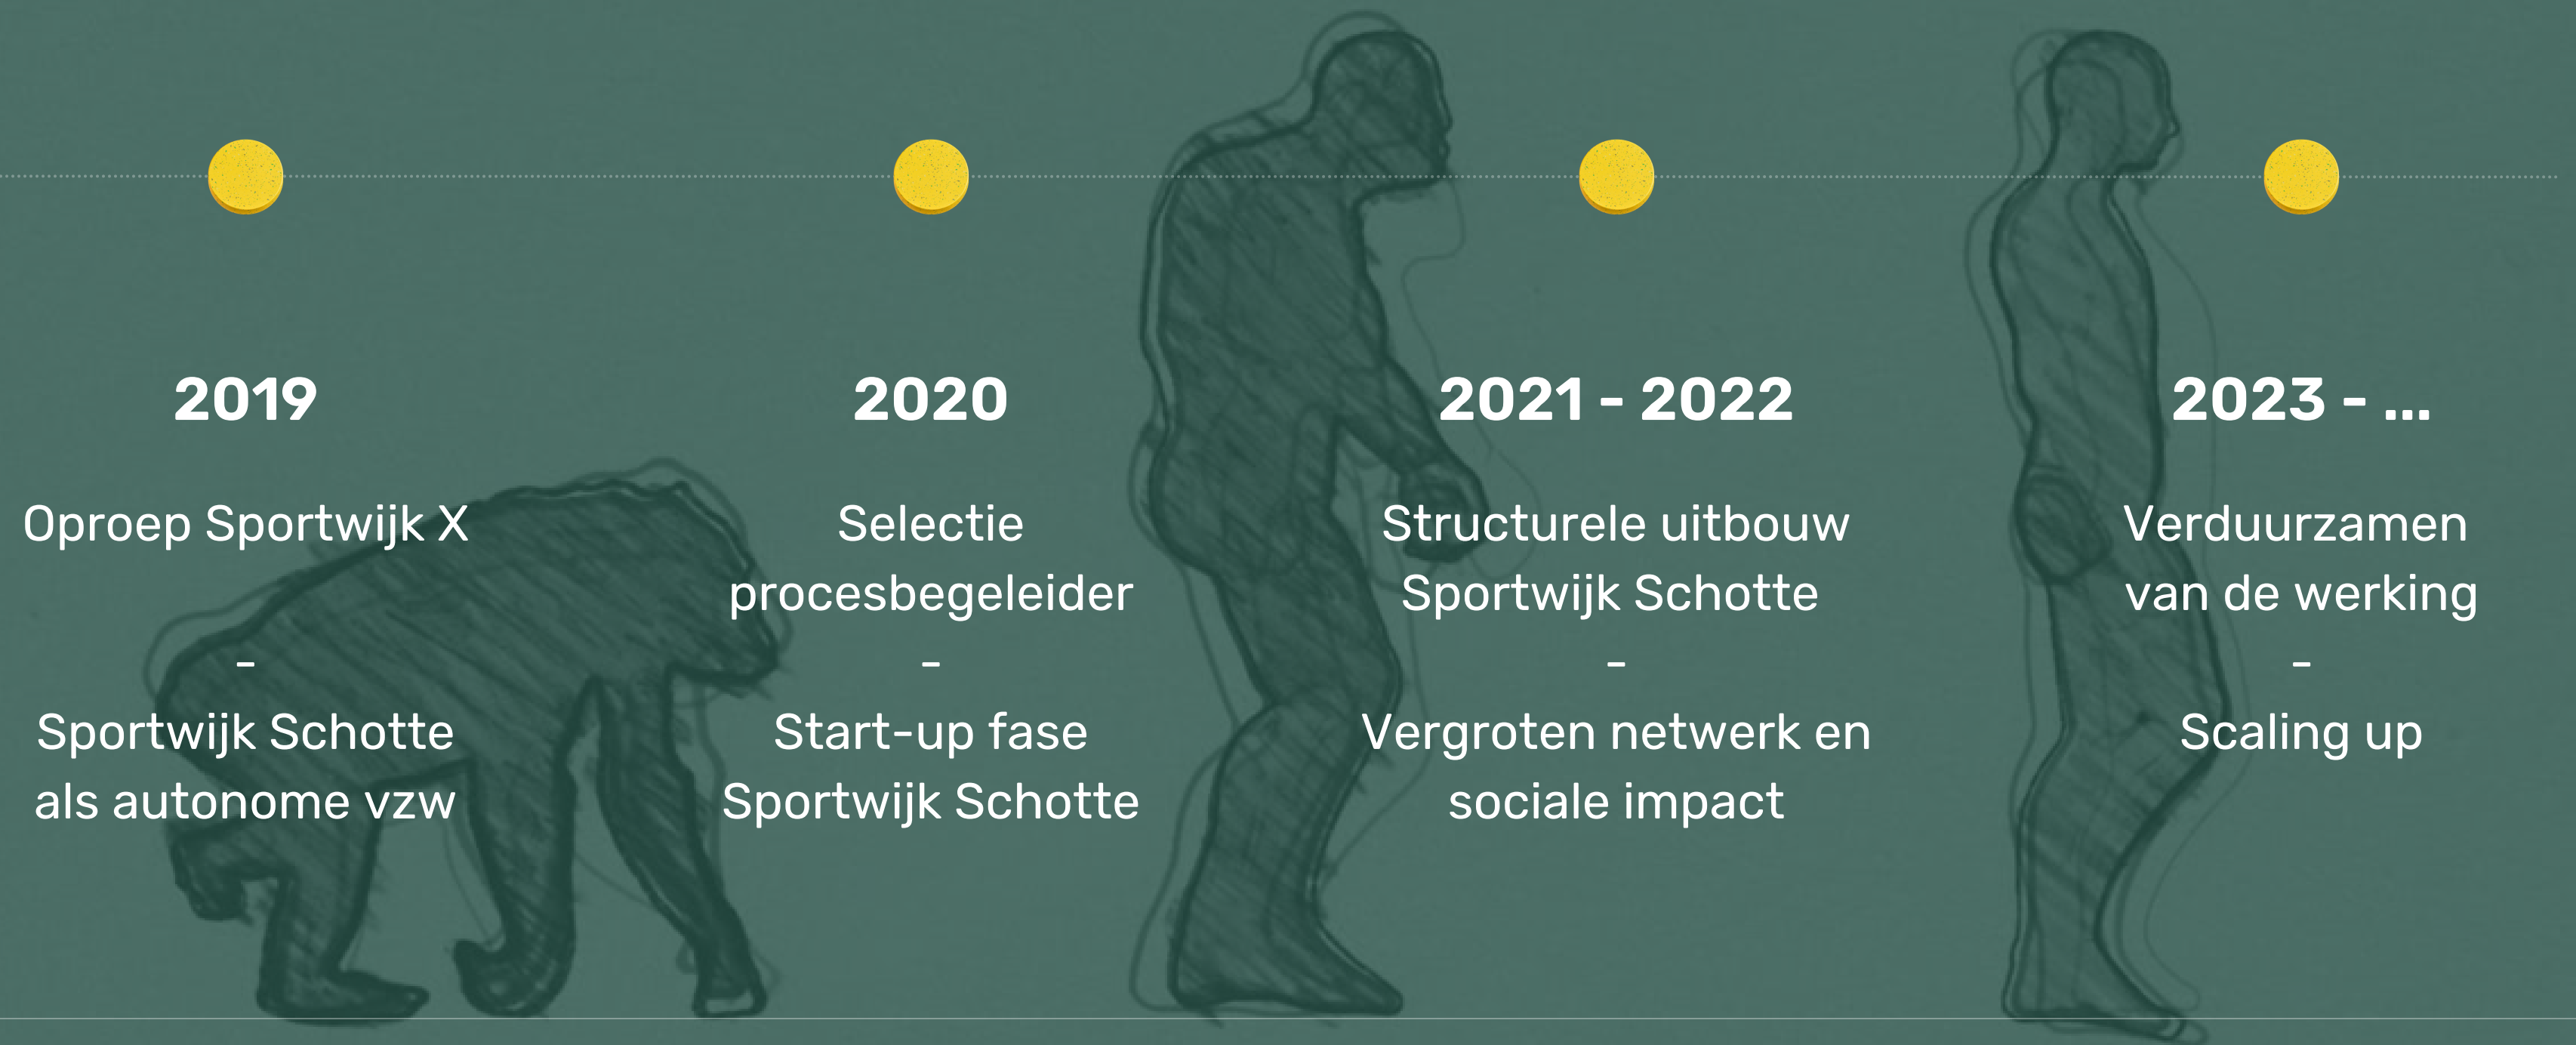 2019
Oproep Sportwijk X
-
Sportwijk Schotte
als autonome vzw
2020
Selectie
procesbegeleider
-
Start-up fase
Sportwijk Schotte
2021 - 2022
Structurele uitbouw
Sportwijk Schotte
-
Vergroten netwerk en
sociale impact
2023 - ...
Verduurzamen
van de werking
-
Scaling up